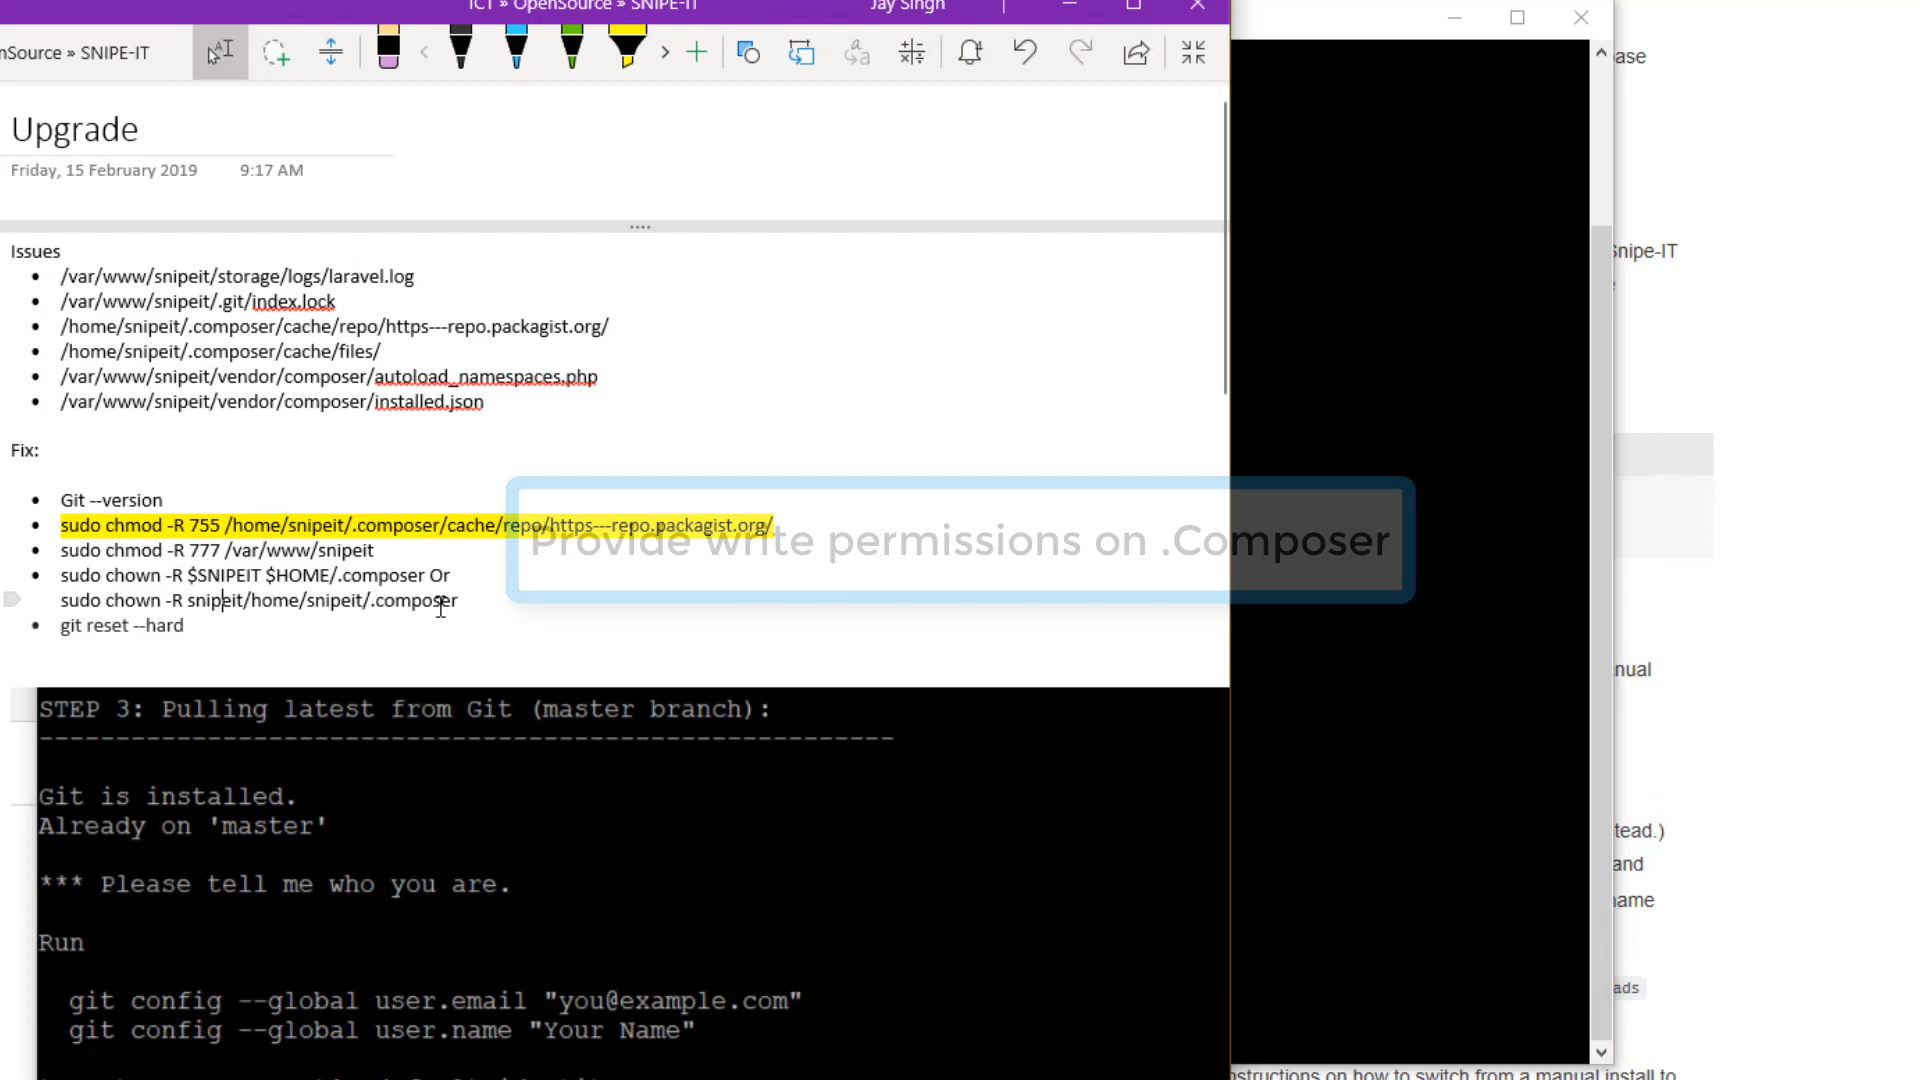 ICT » OpenSource » SNIPE-IT
Jay Singh
nSource » SNIPE-IT
Upgrade
Friday, 15 February 2019 9:17 AM
Issues
• /var/www/snipeit/storage/logs/laravel.log
• /var/www/snipeit/.git/index.lock
• /home/snipeit/.composer/cache/repo/https---repo.packagist.org/
• /home/snipeit/.composer/cache/files/
• /var/www/snipeit/vendor/composer/autoload_namespaces.php
• /var/www/snipeit/vendor/composer/installed.json
Fix:
• Git --version
• sudo chmod -R 755 /home/snipeit/.composer/cache/repo/https---repo.packagist.org/
• sudo chmod -R 777 /var/www/snipeit
• sudo chown -R $SNIPEIT $HOME/.composer Or
sudo chown -R snipeit/home/snipeit/.composer
• git reset --hard
Provide write permissions on .Composer
STEP 3: Pulling latest from Git (master branch):
--------------------------------------------------------
Git is installed.
Already on 'master'
*** Please tell me who you are.
Run
git config --global user.email "you@example.com"
git config --global user.name "Your Name"
ase
Snipe-IT
nual
tead.)
and
name
ads
nstructions on how to switch from a manual install to